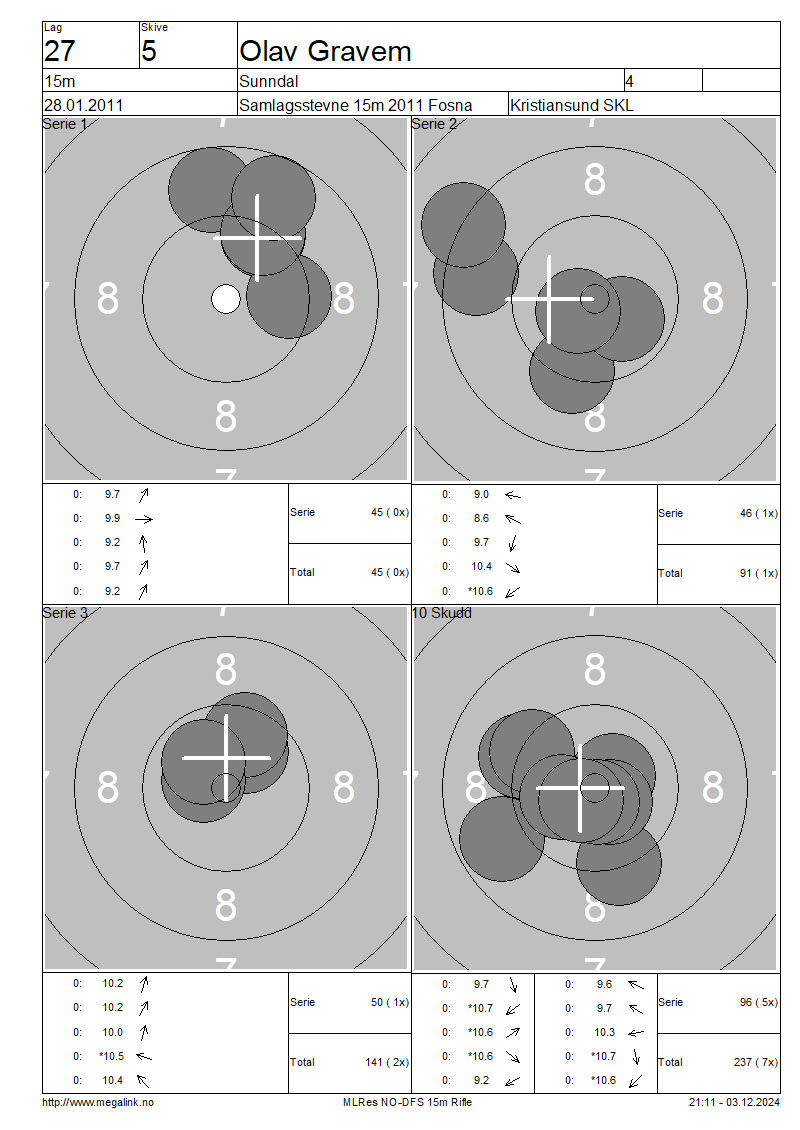 Lag Skive
27 5 Olav Gravem
15m Sunndal 4
28.01.2011 Samlagsstevne 15m 2011 Fosna Kristiansund SKL
Serie 1
7
8 8
8
7
0: 9.7
0: 9.9
0: 9.2
0: 9.7
0: 9.2
Serie 45 ( 0x)
Total 45 ( 0x)
Serie 2
7
8
8
8
7
0: 9.0
0: 8.6
0: 9.7
0: 10.4
0: *10.6
Serie 46 ( 1x)
Total 91 ( 1x)
Serie 3
7
8
8 8
8
7
0: 10.2
0: 10.2
0: 10.0
0: *10.5
0: 10.4
Serie 50 ( 1x)
Total 141 ( 2x)
10 Skudd
7
8
8 8
8
7
0: 9.7 0: 9.6
0: *10.7 0: 9.7
0: *10.6 0: 10.3
0: *10.6 0: *10.7
0: 9.2 0: *10.6
Serie 96 ( 5x)
Total 237 ( 7x)
http://www.megalink.no MLRes NO-DFS 15m Rifle 21:11 - 03.12.2024